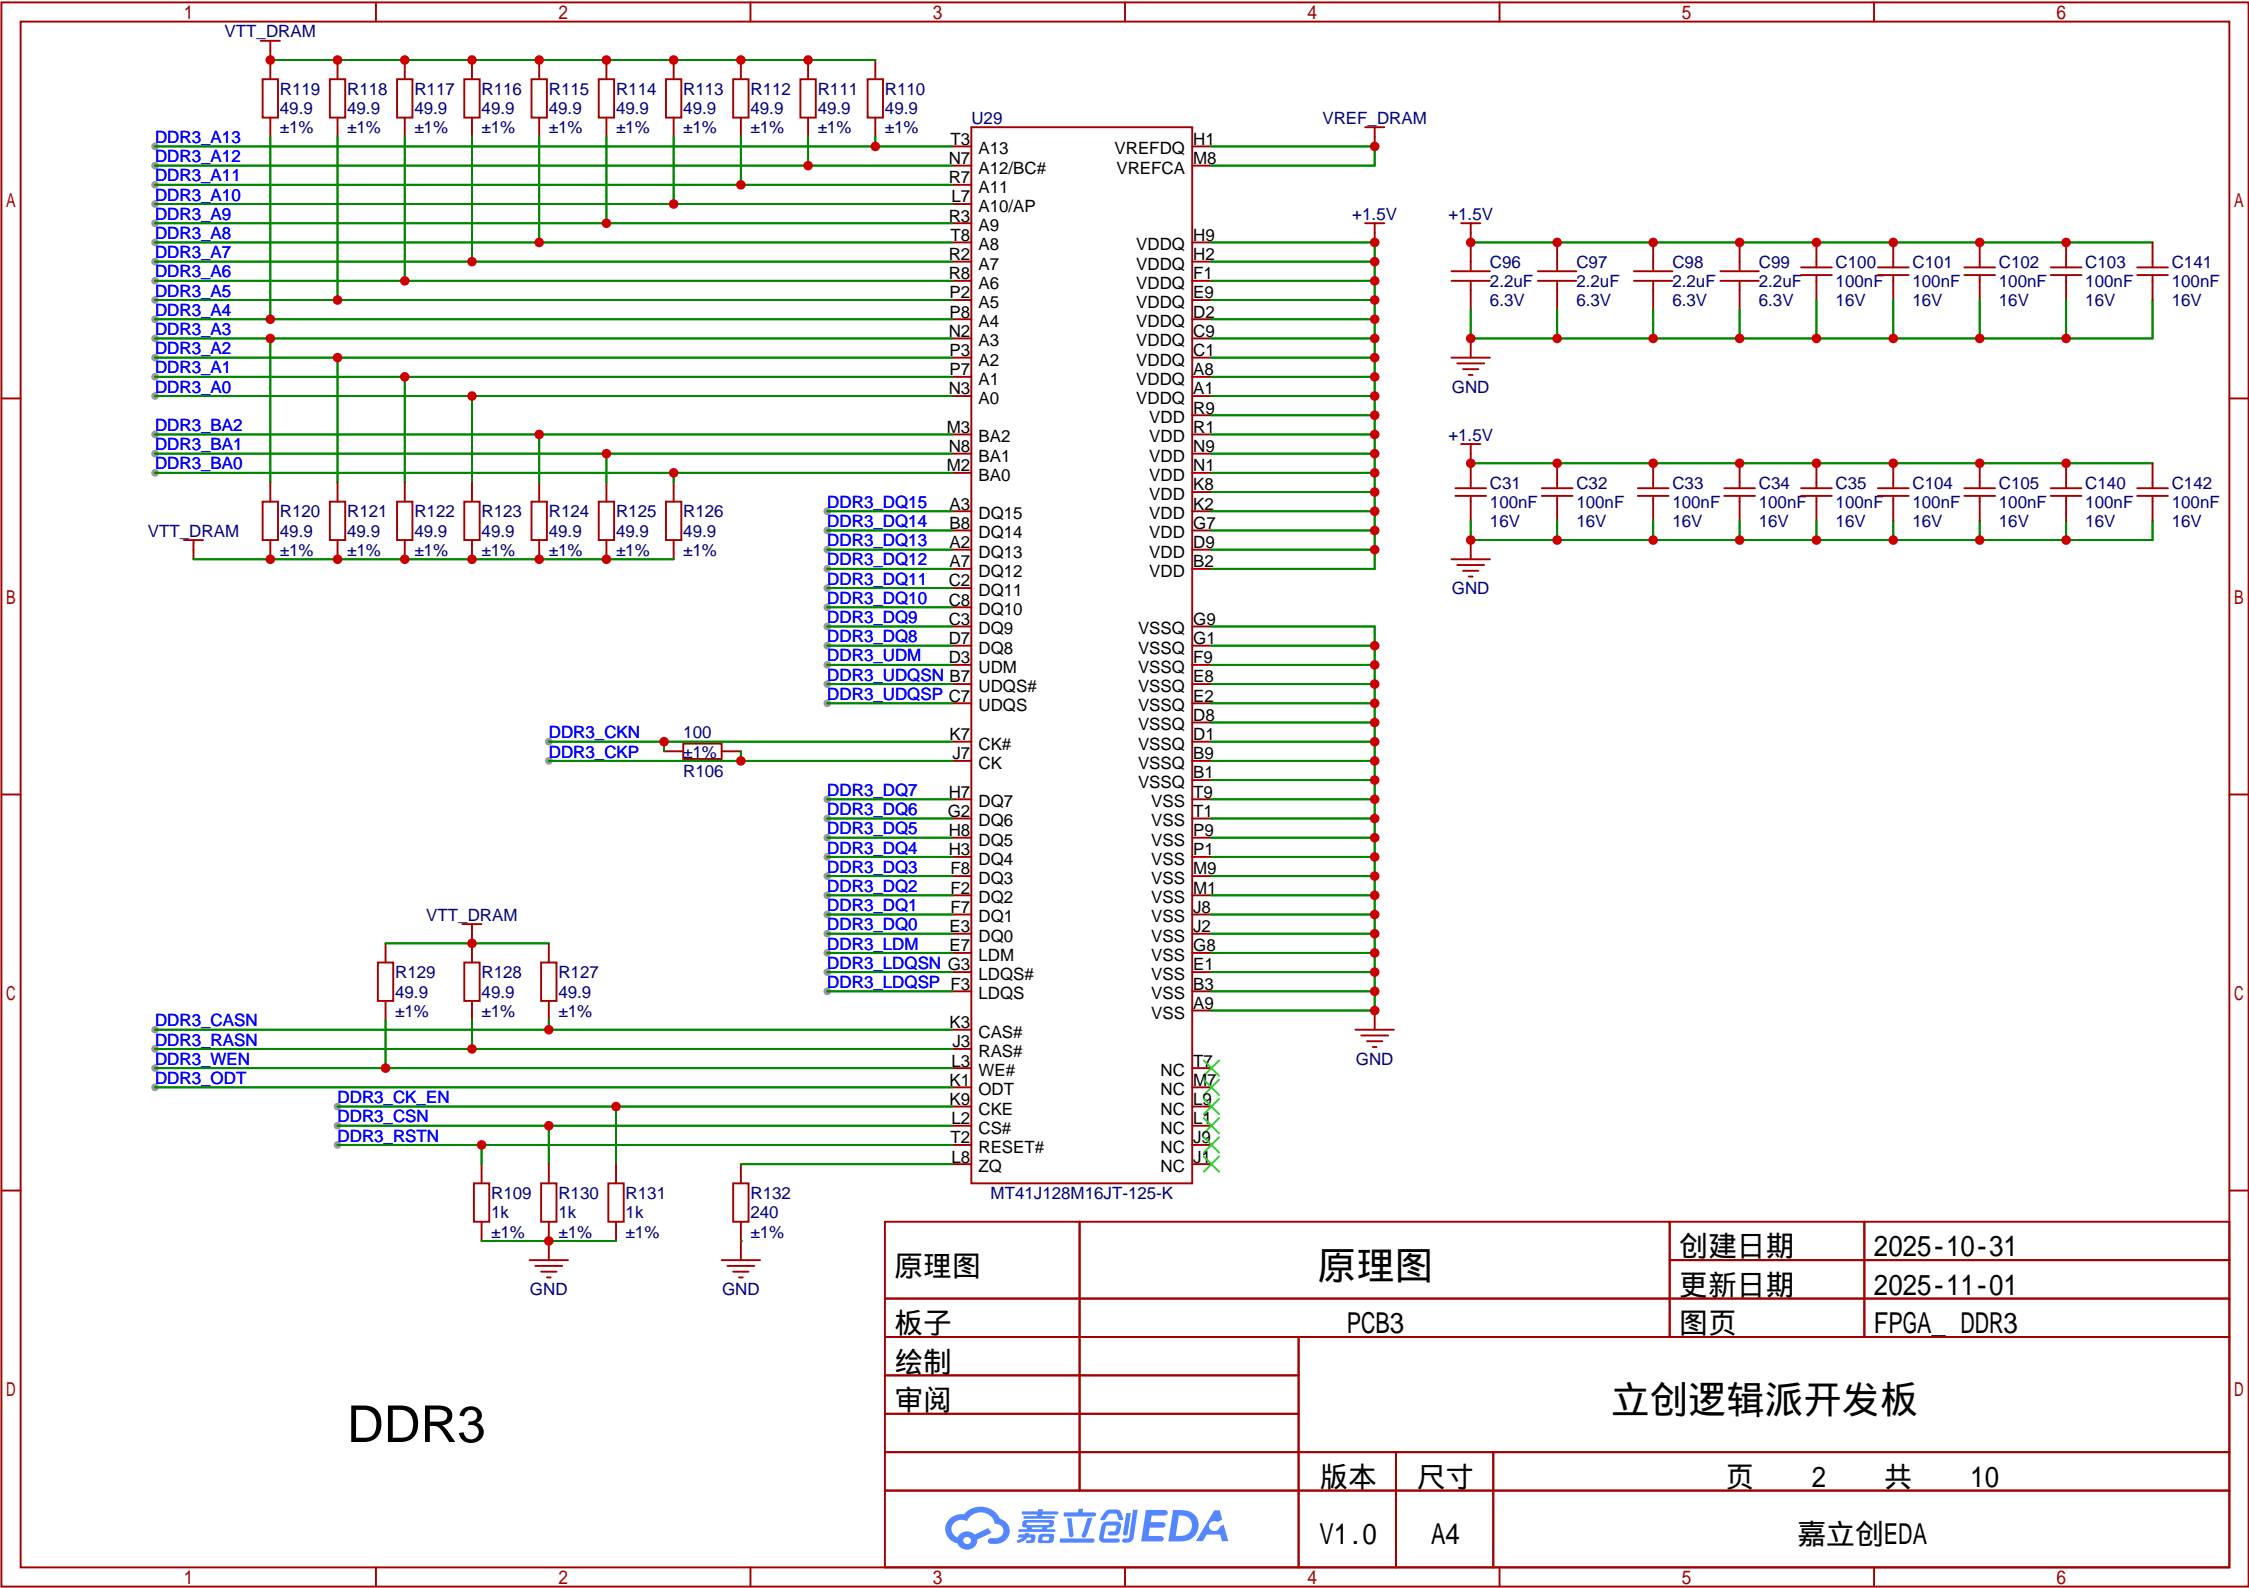 1 2 3 4 5 6
VTT_DRAM
R119 R118 R117 R116 R115 R114 R113 R112 R111 R110
49.9 49.9 49.9 49.9 49.9 49.9 49.9 49.9 49.9 49.9
±1% ±1% ±1% ±1% ±1% ±1% ±1% ±1% ±1% ±1%
U29
DDR3_A13 T3 A13
DDR3_A12 N7 A12/BC#
DDR3_A11 R7 A11
DDR3_A10 L7 A10/AP
DDR3_A9 R3 A9
DDR3_A8 T8 A8
DDR3_A7 R2 A7
DDR3_A6 R8 A6
DDR3_A5 P2 A5
DDR3_A4 P8 A4
DDR3_A3 N2 A3
DDR3_A2 P3 A2
DDR3_A1 P7 A1
DDR3_A0 N3 A0
DDR3_BA2 M3 BA2
DDR3_BA1 N8 BA1
DDR3_BA0 M2 BA0
VTT_DRAM
R120 R121 R122 R123 R124 R125 R126
49.9 49.9 49.9 49.9 49.9 49.9 49.9
±1% ±1% ±1% ±1% ±1% ±1% ±1%
DDR3_DQ15 A3 DQ15
DDR3_DQ14 B8 DQ14
DDR3_DQ13 A2 DQ13
DDR3_DQ12 A7 DQ12
DDR3_DQ11 C2 DQ11
DDR3_DQ10 C8 DQ10
DDR3_DQ9 C3 DQ9
DDR3_DQ8 D7 DQ8
DDR3_UDM D3 UDM
DDR3_UDQSN B7 UDQS#
DDR3_UDQSP C7 UDQS
DDR3_CKN 100 K7 CK#
DDR3_CKP ±1% J7 CK
R106
DDR3_DQ7 H7 DQ7
DDR3_DQ6 G2 DQ6
DDR3_DQ5 H8 DQ5
DDR3_DQ4 H3 DQ4
DDR3_DQ3 F8 DQ3
DDR3_DQ2 F2 DQ2
DDR3_DQ1 F7 DQ1
DDR3_DQ0 E3 DQ0
DDR3_LDM E7 LDM
DDR3_LDQSN G3 LDQS#
DDR3_LDQSP F3 LDQS
VTT_DRAM
R129 R128 R127
49.9 49.9 49.9
±1% ±1% ±1%
DDR3_CASN K3 CAS#
DDR3_RASN J3 RAS#
DDR3_WEN L3 WE#
DDR3_ODT K1 ODT
DDR3_CK_EN K9 CKE
DDR3_CSN L2 CS#
DDR3_RSTN T2 RESET#
L8 ZQ
R109 R130 R131 R132
1k 1k 1k 240
±1% ±1% ±1% ±1%
GND GND
MT41J128M16JT-125-K
VREF_DRAM
VREFDQ H1
VREFCA M8
+1.5V
VDDQ H9
VDDQ H2
VDDQ F1
VDDQ E9
VDDQ D2
VDDQ C9
VDDQ C1
VDDQ A8
VDDQ A1
VDD R9
VDD R1
VDD N9
VDD N1
VDD K8
VDD K2
VDD G7
VDD D9
VDD B2
VSSQ G9
VSSQ G1
VSSQ F9
VSSQ E8
VSSQ E2
VSSQ D8
VSSQ D1
VSSQ B9
VSSQ B1
VSS T9
VSS T1
VSS P9
VSS P1
VSS M9
VSS M1
VSS J8
VSS J2
VSS G8
VSS E1
VSS B3
VSS A9
GND
NC T7
NC M7
NC L9
NC L1
NC J9
NC J1
+1.5V
C96 C97 C98 C99 C100 C101 C102 C103 C141
2.2uF 2.2uF 2.2uF 2.2uF 100nF 100nF 100nF 100nF 100nF
6.3V 6.3V 6.3V 6.3V 16V 16V 16V 16V 16V
GND
+1.5V
C31 C32 C33 C34 C35 C104 C105 C140 C142
100nF 100nF 100nF 100nF 100nF 100nF 100nF 100nF 100nF
16V 16V 16V 16V 16V 16V 16V 16V 16V
GND
A A
B B
C C
D D
DDR3
原理图 原理图 创建日期 2025-10-31
更新日期 2025-11-01
板子 PCB3 图页 FPGA_ DDR3
绘制
审阅
立创逻辑派开发板
版本 尺寸 页 2 共 10
嘉立创EDA V1.0 A4 嘉立创EDA
1 2 3 4 5 6